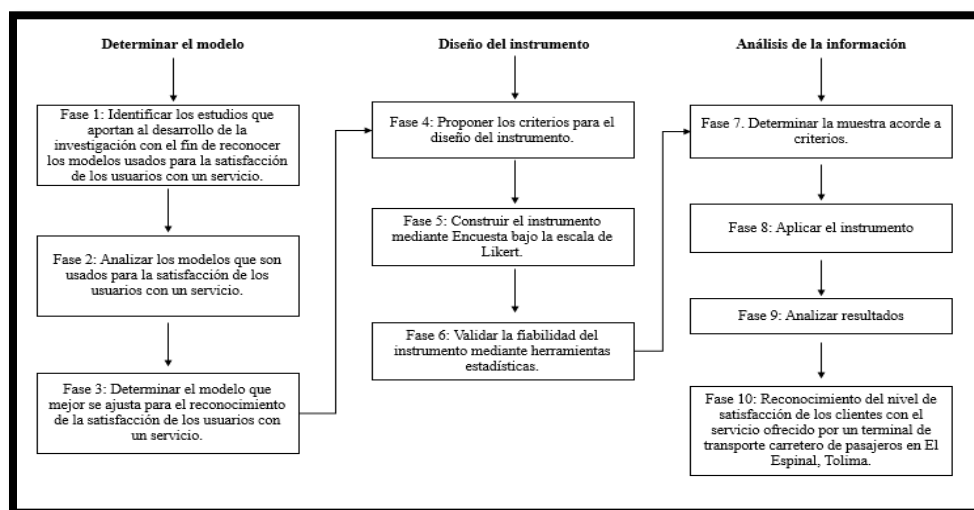 Determinar el modelo
Fase 1: Identificar los estudios que
aportan al desarrollo de la
investigación con el fin de reconocer
los modelos usados para la satisfacción
de los usuarios con un servicio.
Fase 2: Analizar los modelos que son
usados para la satisfacción de los
usuarios con un servicio.
Fase 3: Determinar el modelo que
mejor se ajusta para el reconocimiento
de la satisfacción de los usuarios con
un servicio.
Diseño del instrumento
Fase 4: Proponer los criterios para el
diseño del instrumento.
Fase 5: Construir el instrumento
mediante Encuesta bajo la escala de
Likert.
Fase 6: Validar la fiabilidad del
instrumento mediante herramientas
estadísticas.
Análisis de la información
Fase 7. Determinar la muestra acorde a
criterios.
Fase 8: Aplicar el instrumento
Fase 9: Analizar resultados
Fase 10: Reconocimiento del nivel de
satisfacción de los clientes con el
servicio ofrecido por un terminal de
transporte carretero de pasajeros en El
Espinal, Tolima.